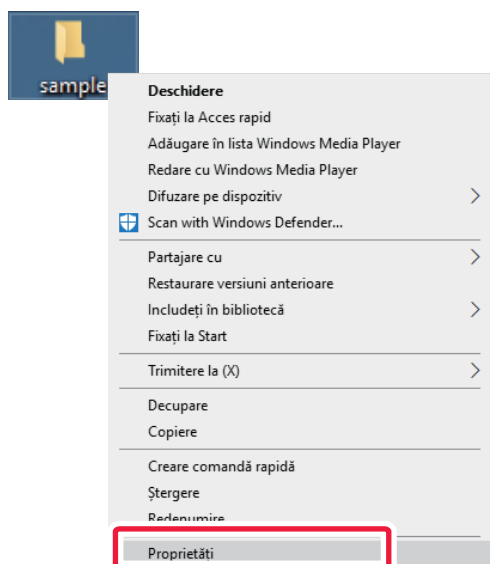 sample
Deschidere
Fixați la Acces rapid
Adăugare în lista Windows Media Player
Redare cu Windows Media Player
Difuzare pe dispozitiv
Scan with Windows Defender...
Partajare cu
Restaurare versiuni anterioare
Includeți în bibliotecă
Fixați la Start
Trimitere la (X)
Decupare
Copiere
Creare comandă rapidă
Ștergere
Redenumire
Proprietăți